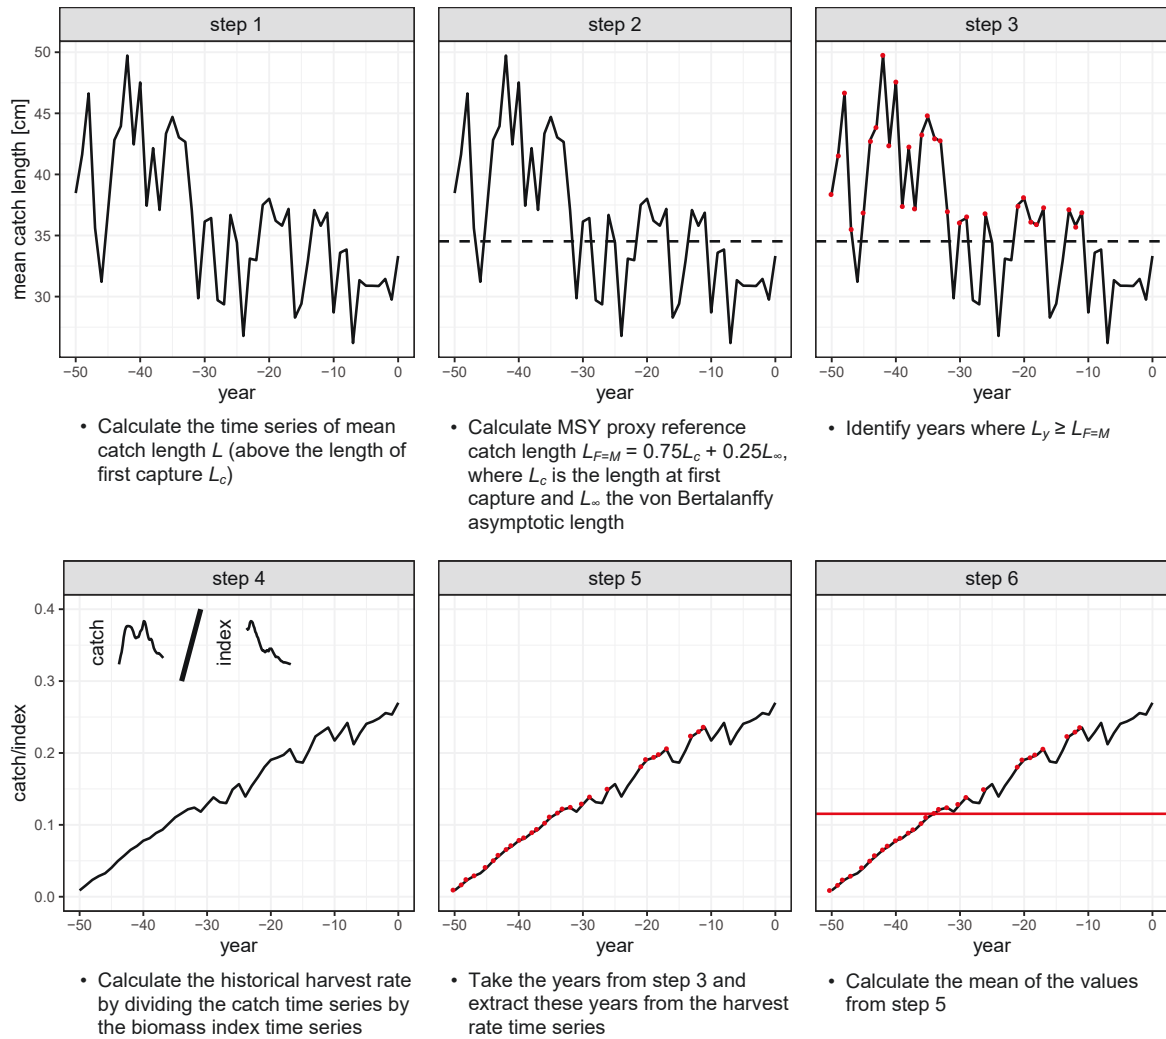 step 1
step 2
step 3
mean catch length [cm]
50
45
40
35
30
−50
−40
−30
−20
−10
0
year
−50
−40
−30
−20
−10
0
year
−50
−40
−30
−20
−10
0
year
• Calculate the time series of mean
catch length L (above the length of
first capture Lc)
• Calculate MSY proxy reference
catch length LF=M = 0.75Lc + 0.25L∞,
where Lc is the length at first
capture and L∞ the von Bertalanffy
asymptotic length
• Identify years where Ly ≥ LF=M
step 4
step 5
step 6
catch/index
0.4
0.3
0.2
0.1
0.0
catch
index
−50
−40
−30
−20
−10
0
year
−50
−40
−30
−20
−10
0
year
−50
−40
−30
−20
−10
0
year
• Calculate the historical harvest rate
by dividing the catch time series by
the biomass index time series
• Take the years from step 3 and
extract these years from the harvest
rate time series
• Calculate the mean of the values
from step 5